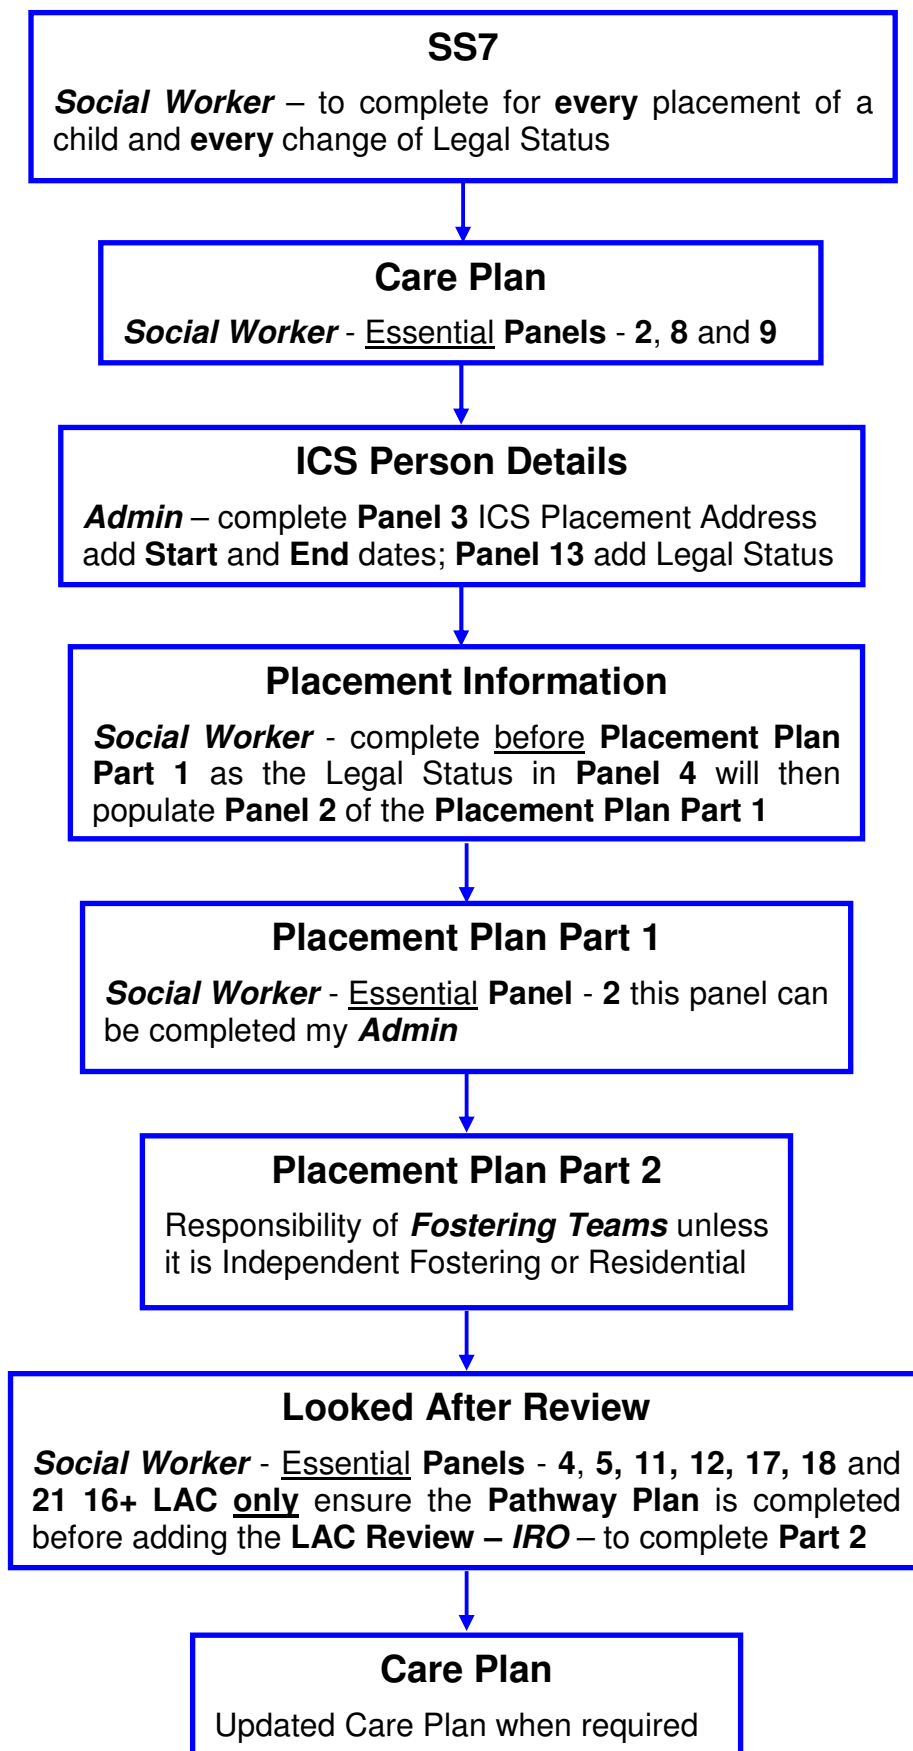 SS7
Social Worker – to complete for every placement of a
child and every change of Legal Status
Care Plan
Social Worker - Essential Panels - 2, 8 and 9
ICS Person Details
Admin – complete Panel 3 ICS Placement Address
add Start and End dates; Panel 13 add Legal Status
Placement Information
Social Worker - complete before Placement Plan
Part 1 as the Legal Status in Panel 4 will then
populate Panel 2 of the Placement Plan Part 1
Placement Plan Part 1
Social Worker - Essential Panel - 2 this panel can
be completed my Admin
Placement Plan Part 2
Responsibility of Fostering Teams unless
it is Independent Fostering or Residential
Looked After Review
Social Worker - Essential Panels - 4, 5, 11, 12, 17, 18 and
21 16+ LAC only ensure the Pathway Plan is completed
before adding the LAC Review – IRO – to complete Part 2
Care Plan
Updated Care Plan when required